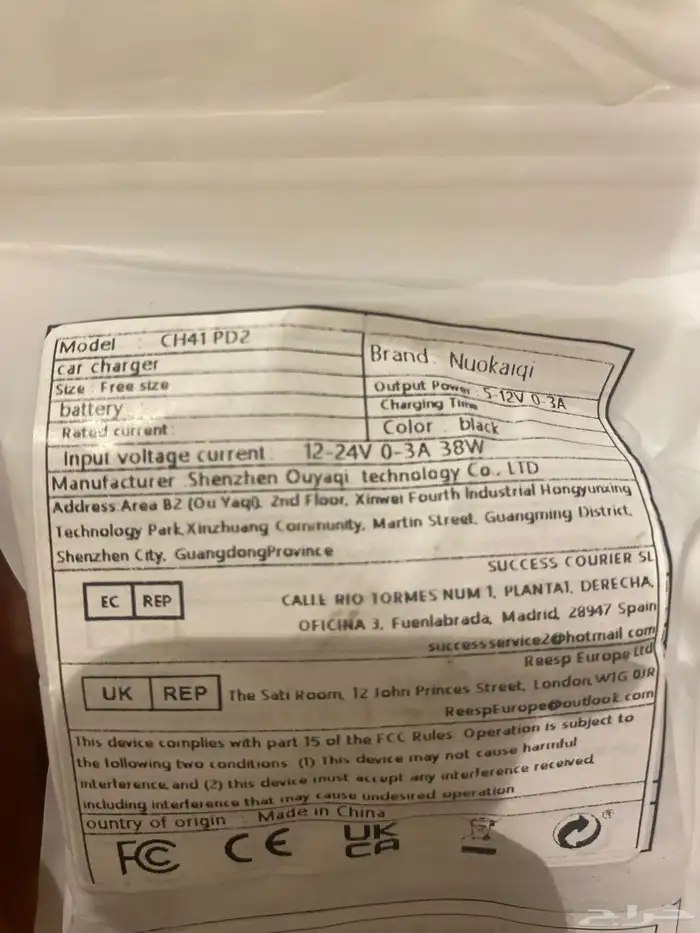 Model : CH41 PD2
car charger
Brand: Nuokaiqi
Size : Free size
Output Power : 5-12V 0-3A
battery
Charging Time
Rated current :
Color : black
Input voltage current : 12-24V 0-3A 38W
Manufacturer Shenzhen Ouyaqi technology Co., LTD
Address Area B2 (Ou Yaqi), 2nd Floor, Xinwei Fourth Industrial Hongyunxing
Technology Park, Xinzhuang Community, Martin Street, Guangming District,
Shenzhen City, GuangdongProvince
EC REP
SUCCESS COURIER SL
CALLE RIO TORMES NUM 1, PLANTA1, DERECHA,
OFICINA 3, Fuenlabrada, Madrid, 28947 Spain
successservice2@hotmail com
UK REP
Reesp Europe Ltd
The Sati Room, 12 John Princes Street, London, W1G 0JR
ReespEurope@outlook.com
This device complies with part 15 of the FCC Rules. Operation is subject to
the following two conditions (1) This device may not cause harmful
interference, and (2) this device must accept any interference received,
including interference that may cause undesired operation
ountry of origin : Made in China
FC CE UK CA
حراج